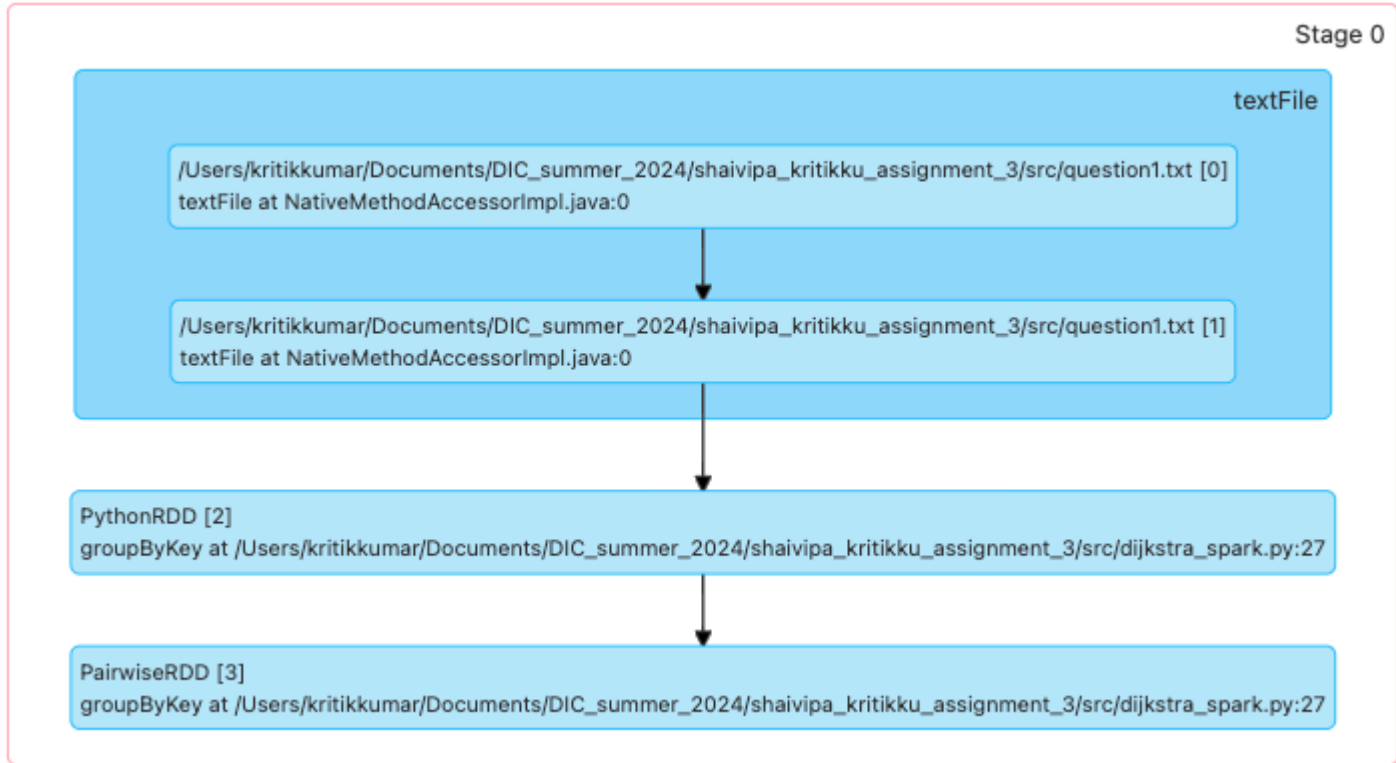 Stage 0
textFile
/Users/kritikkumar/Documents/DIC_summer_2024/shaivipa_kritikku_assignment_3/src/question1.txt [0]
textFile at NativeMethodAccessorImpl.java:0
/Users/kritikkumar/Documents/DIC_summer_2024/shaivipa_kritikku_assignment_3/src/question1.txt [1]
textFile at NativeMethodAccessorImpl.java:0
PythonRDD [2]
groupByKey at /Users/kritikkumar/Documents/DIC_summer_2024/shaivipa_kritikku_assignment_3/src/dijkstra_spark.py:27
PairwiseRDD [3]
groupByKey at /Users/kritikkumar/Documents/DIC_summer_2024/shaivipa_kritikku_assignment_3/src/dijkstra_spark.py:27